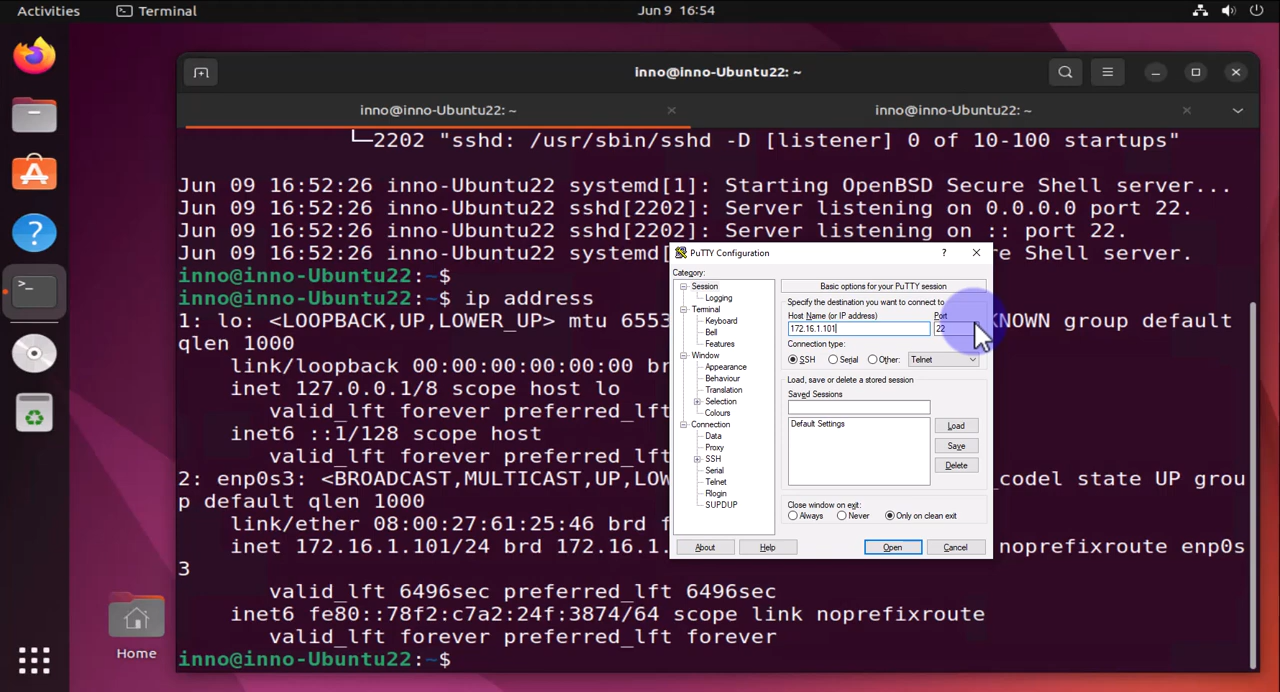 Activities
Terminal
Jun 9 16:54
inno@inno-Ubuntu22: ~
inno@inno-Ubuntu22: ~
inno@inno-Ubuntu22: ~
└─2202 "sshd: /usr/sbin/sshd -D [listener] 0 of 10-100 startups"
Jun 09 16:52:26 inno-Ubuntu22 systemd[1]: Starting OpenBSD Secure Shell server...
Jun 09 16:52:26 inno-Ubuntu22 sshd[2202]: Server listening on 0.0.0.0 port 22.
Jun 09 16:52:26 inno-Ubuntu22 sshd[2202]: Server listening on :: port 22.
Jun 09 16:52:26 inno-Ubuntu22 systemd[ re Shell server.
inno@inno-Ubuntu22:~$
inno@inno-Ubuntu22:~$ ip address
1: lo: <LOOPBACK,UP,LOWER_UP> mtu 6553 KNOWN group default
qlen 1000
link/loopback 00:00:00:00:00:00 br
inet 127.0.0.1/8 scope host lo
valid_lft forever preferred_lft
inet6 ::1/128 scope host
valid_lft forever preferred_lft
2: enp0s3: <BROADCAST,MULTICAST,UP,LOW _codel state UP grou
p default qlen 1000
link/ether 08:00:27:61:25:46 brd f
inet 172.16.1.101/24 brd 172.16.1. noprefixroute enp0s
3
valid_lft 6496sec preferred_lft 6496sec
inet6 fe80::78f2:c7a2:24f:3874/64 scope link noprefixroute
valid_lft forever preferred_lft forever
inno@inno-Ubuntu22:~$
Home
PuTTY Configuration
?
Category:
Session
Logging
Terminal
Keyboard
Bell
Features
Window
Appearance
Behaviour
Translation
Selection
Colours
Connection
Data
Proxy
SSH
Serial
Telnet
Rlogin
SUPDUP
Basic options for your PuTTY session
Specify the destination you want to connect to
Host Name (or IP address) Port
172.16.1.101 22
Connection type:
SSH Serial Other: Telnet
Load, save or delete a stored session
Saved Sessions
Default Settings
Load
Save
Delete
Close window on exit:
Always Never Only on clean exit
About Help Open Cancel